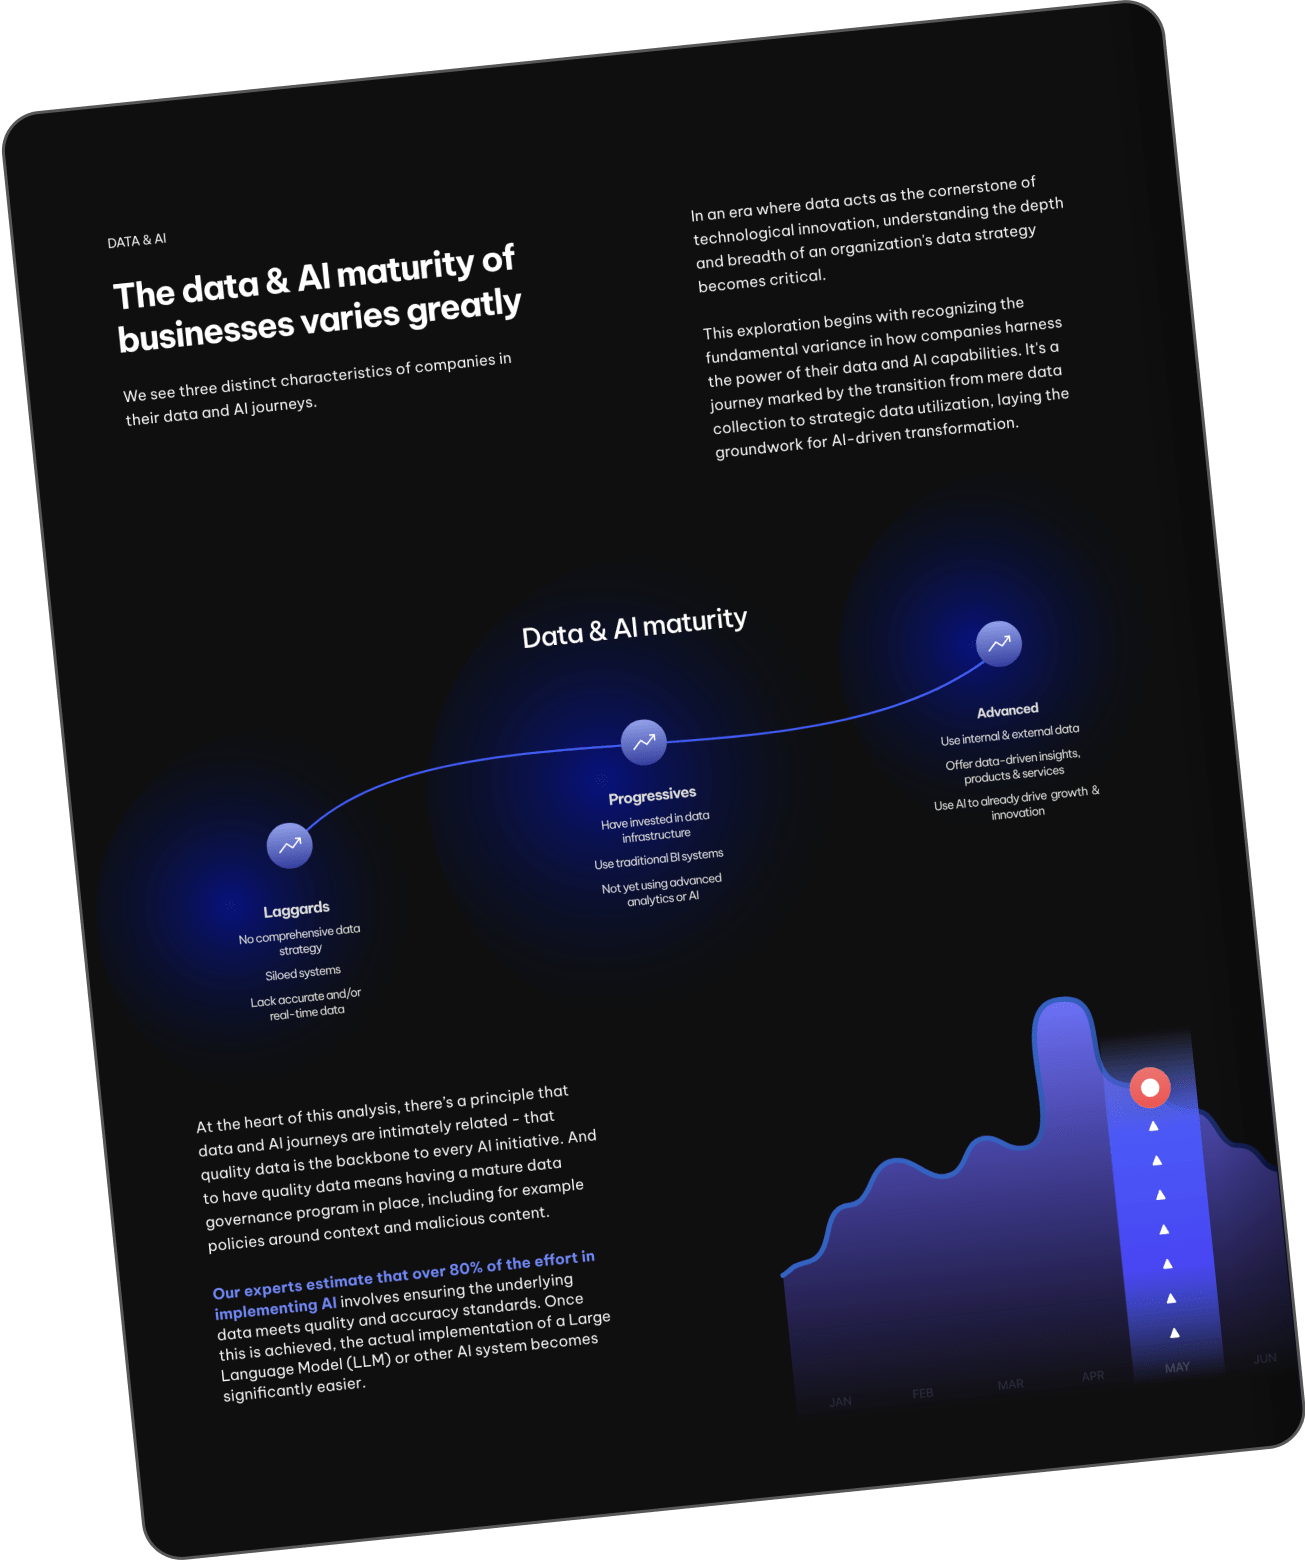 DATA & AI
The data & AI maturity of
businesses varies greatly
We see three distinct characteristics of companies in
their data and AI journeys.
In an era where data acts as the cornerstone of
technological innovation, understanding the depth
and breadth of an organization's data strategy
becomes critical.
This exploration begins with recognizing the
fundamental variance in how companies harness
the power of their data and AI capabilities. It's a
journey marked by the transition from mere data
collection to strategic data utilization, laying the
groundwork for AI-driven transformation.
Data & AI maturity
Laggards
No comprehensive data
strategy
Siloed systems
Lack accurate and/or
real-time data
Progressives
Have invested in data
infrastructure
Use traditional BI systems
Not yet using advanced
analytics or AI
Advanced
Use internal & external data
Offer data-driven insights,
products & services
Use AI to already drive growth &
innovation
At the heart of this analysis, there's a principle that
data and AI journeys are intimately related - that
quality data is the backbone to every AI initiative. And
to have quality data means having a mature data
governance program in place, including for example
policies around context and malicious content.
Our experts estimate that over 80% of the effort in
implementing AI involves ensuring the underlying
data meets quality and accuracy standards. Once
this is achieved, the actual implementation of a Large
Language Model (LLM) or other AI system becomes
significantly easier.
JAN
FEB
MAR
APR
MAY
JUN